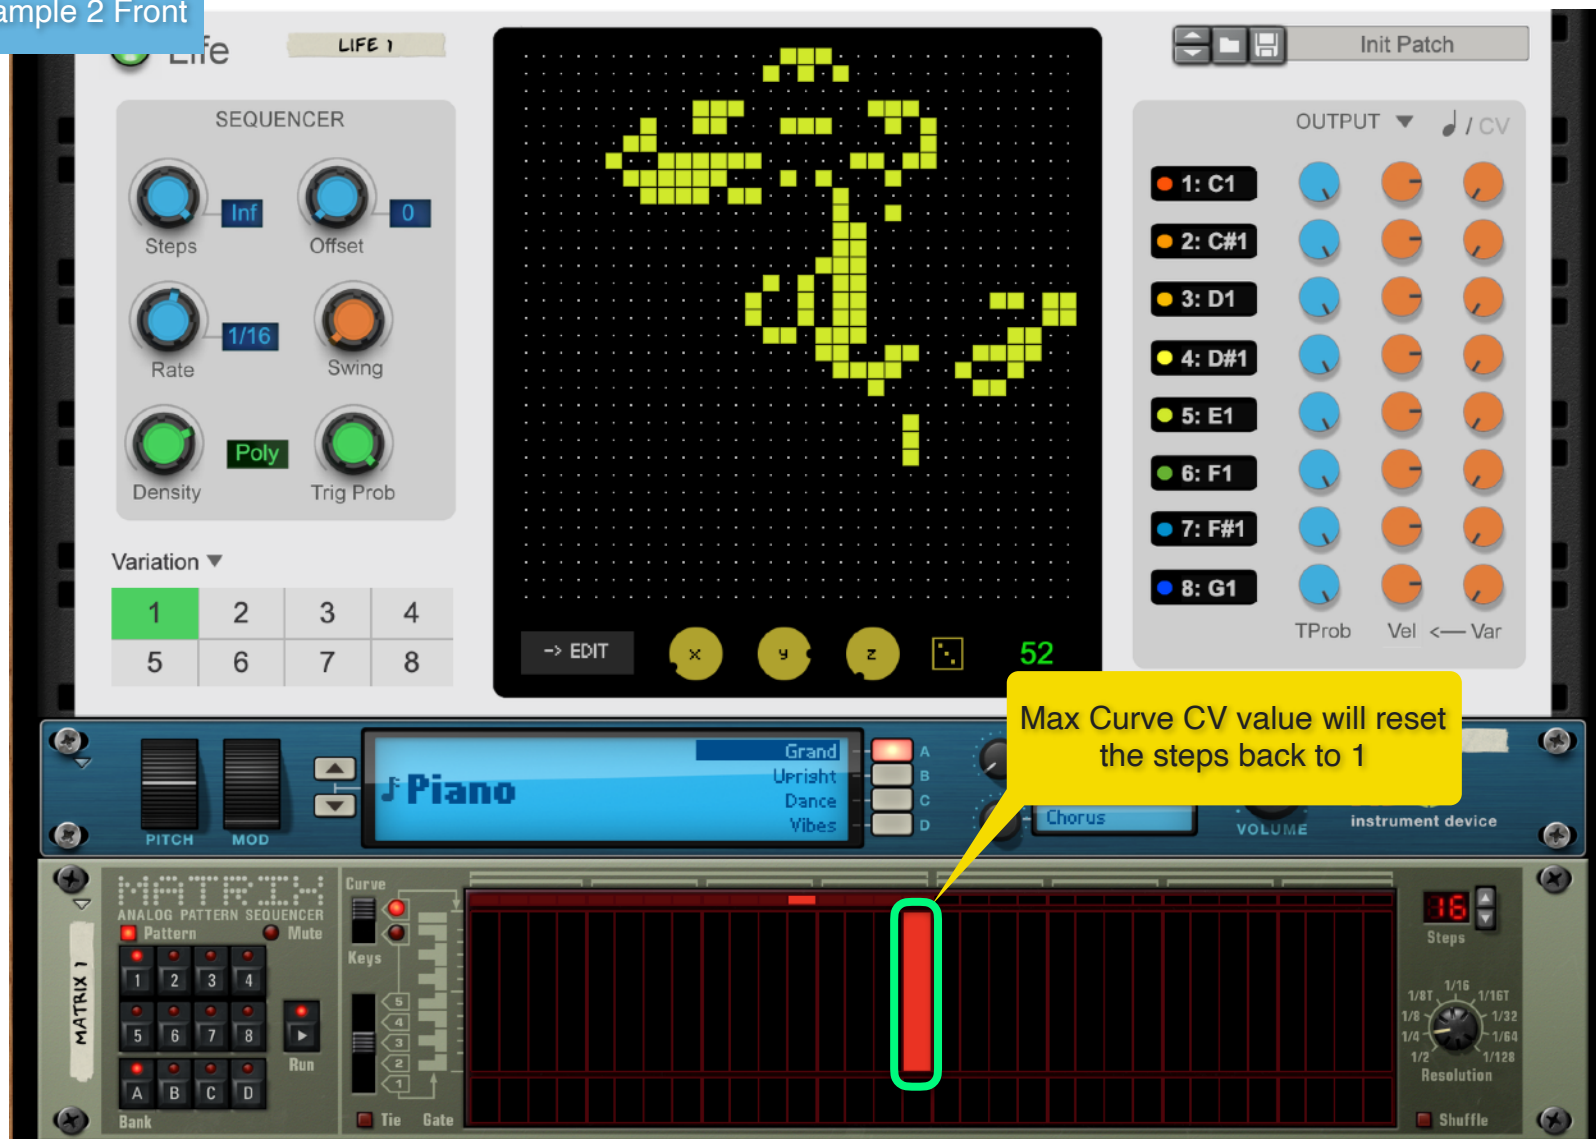 ample 2 Front
Life
LIFE 1
Init Patch
SEQUENCER
Inf
0
Steps
Offset
1/16
Rate
Swing
Poly
Density
Trig Prob
Variation
1 2 3 4
5 6 7 8
-> EDIT
x y z
52
OUTPUT
/ CV
1: C1
2: C#1
3: D1
4: D#1
5: E1
6: F1
7: F#1
8: G1
TProb Vel <— Var
Max Curve CV value will reset
the steps back to 1
PITCH
MOD
Piano
Grand
Upright
Dance
Vibes
A
B
C
D
Chorus
VOLUME
instrument device
MATRIX
ANALOG PATTERN SEQUENCER
Pattern
Mute
1 2 3 4
5 6 7 8
Run
A B C D
Bank
MATRIX 1
Curve
Keys
5
4
3
2
1
Tie Gate
16
Steps
1/16
1/8T 1/16T
1/8 1/32
1/4 1/64
1/2 1/128
Resolution
Shuffle